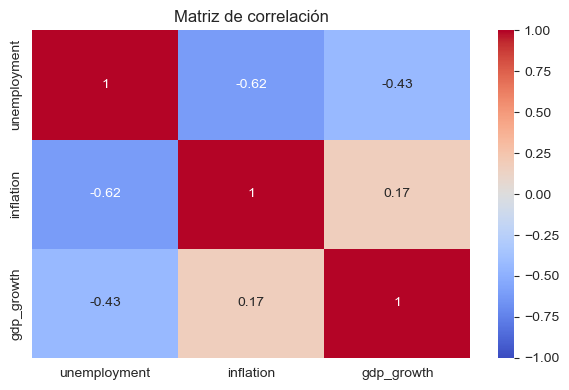 Matriz de correlación
unemployment
inflation
gdp_growth
1 -0.62 -0.43
-0.62 1 0.17
-0.43 0.17 1
unemployment inflation gdp_growth
1.00
0.75
0.50
0.25
0.00
−0.25
−0.50
−0.75
−1.00